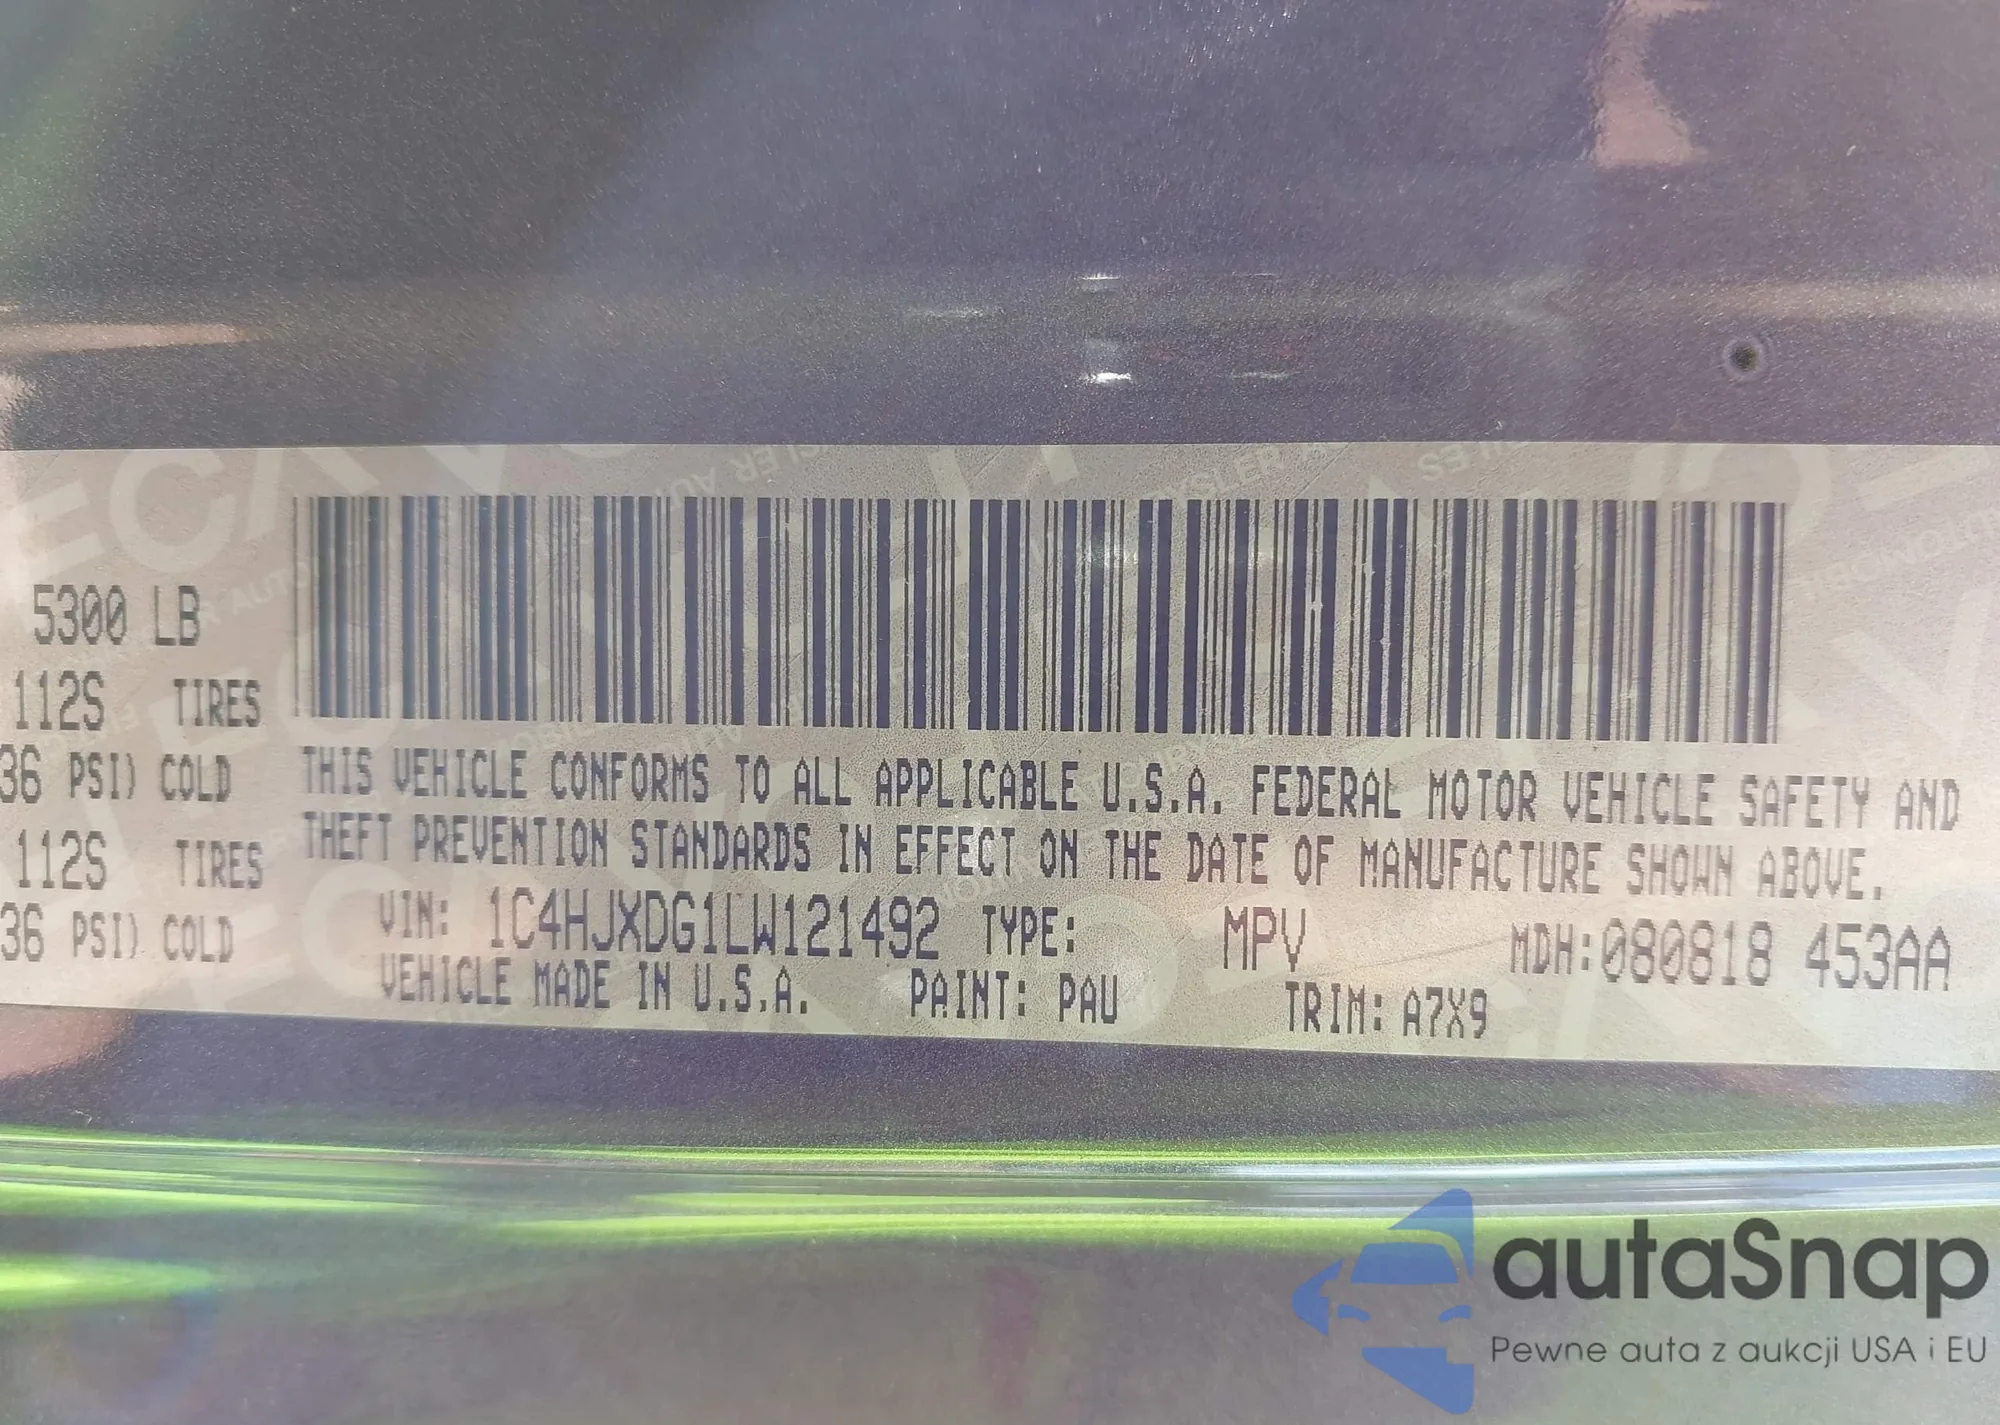 5300 LB
112S TIRES
36 PSI) COLD
112S TIRES
36 PSI) COLD
THIS VEHICLE CONFORMS TO ALL APPLICABLE U.S.A. FEDERAL MOTOR VEHICLE SAFETY AND
THEFT PREVENTION STANDARDS IN EFFECT ON THE DATE OF MANUFACTURE SHOWN ABOVE.
VIN: 1C4HJXDG1LW121492 TYPE: MPV MDH:080818 453AA
VEHICLE MADE IN U.S.A. PAINT: PAU TRIM: A7X9
autaSnap
Pewne auta z aukcji USA i EU